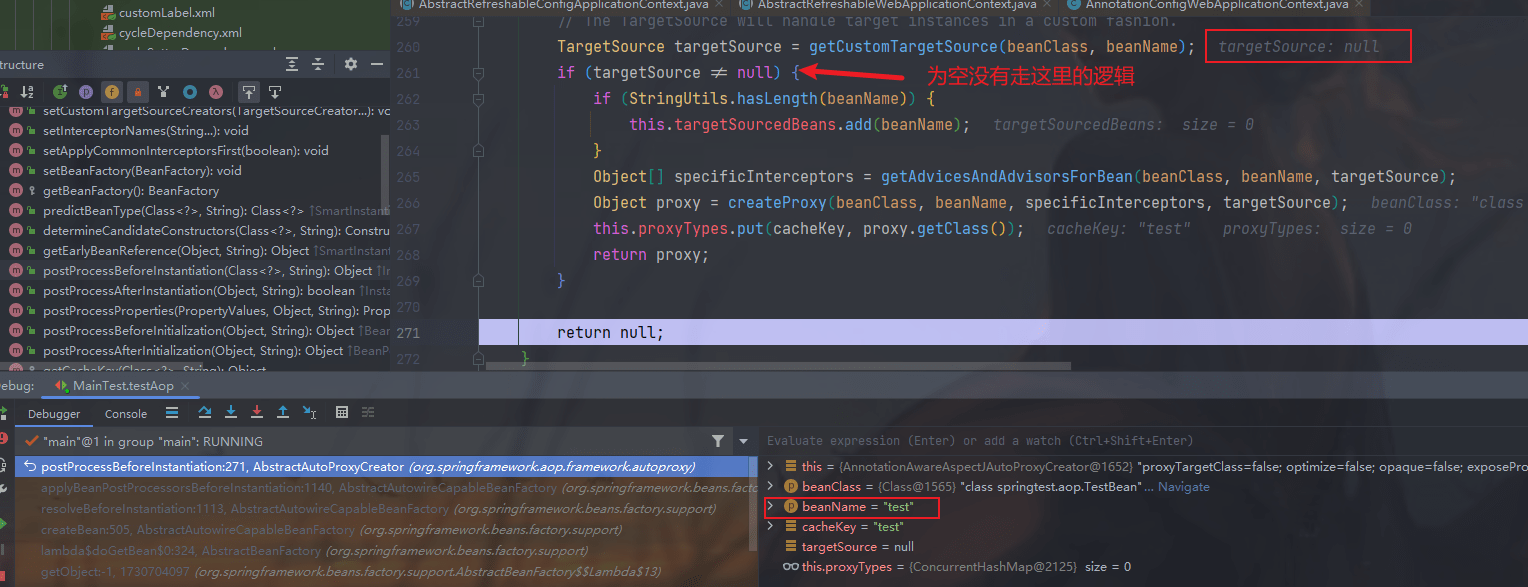 customLabel.xml
cycleDependency.xml
AbstractRefreshableConfigApplicationContext.java
AbstractRefreshableWebApplicationContext.java
AnnotationConfigWebApplicationContext.java
ructure
setCustomTargetSourceCreators(TargetSourceCreator...): vo
setInterceptorNames(String...): void
setApplyCommonInterceptorsFirst(boolean): void
setBeanFactory(BeanFactory): void
getBeanFactory(): BeanFactory
predictBeanType(Class<?>, String): Class<?> ↑SmartInstanti
determineCandidateConstructors(Class<?>, String): Constru
getEarlyBeanReference(Object, String): Object ↑SmartInstant
postProcessBeforeInstantiation(Class<?>, String): Object ↑In
postProcessAfterInstantiation(Object, String): boolean ↑Insta
postProcessProperties(PropertyValues, Object, String): Prop
postProcessBeforeInitialization(Object, String): Object ↑Bean
postProcessAfterInitialization(Object, String): Object ↑BeanP
getCacheKey(Class<?>, String): Object
259 // The TargetSource will handle target instances in a custom fashion.
260 TargetSource targetSource = getCustomTargetSource(beanClass, beanName); targetSource: null
261 if (targetSource ≠ null) { 为空没有走这里的逻辑
262 if (StringUtils.hasLength(beanName)) {
263 this.targetSourcedBeans.add(beanName); targetSourcedBeans: size = 0
264 }
265 Object[] specificInterceptors = getAdvicesAndAdvisorsForBean(beanClass, beanName, targetSource);
266 Object proxy = createProxy(beanClass, beanName, specificInterceptors, targetSource); beanClass: "class
267 this.proxyTypes.put(cacheKey, proxy.getClass()); cacheKey: "test" proxyTypes: size = 0
268 return proxy;
269 }
270
271 return null;
272 }
ebug: MainTest.testAop
Debugger Console
"main"@1 in group "main": RUNNING
postProcessBeforeInstantiation:271, AbstractAutoProxyCreator (org.springframework.aop.framework.autoproxy)
applyBeanPostProcessorsBeforeInstantiation:1140, AbstractAutowireCapableBeanFactory (org.springframework.beans.facto
resolveBeforeInstantiation:1113, AbstractAutowireCapableBeanFactory (org.springframework.beans.factory.support)
createBean:505, AbstractAutowireCapableBeanFactory (org.springframework.beans.factory.support)
lambda$doGetBean$0:324, AbstractBeanFactory (org.springframework.beans.factory.support)
getObject:-1, 1730704097 (org.springframework.beans.factory.support.AbstractBeanFactory$$Lambda$13)
Evaluate expression (Enter) or add a watch (Ctrl+Shift+Enter)
this = {AnnotationAwareAspectJAutoProxyCreator@1652} "proxyTargetClass=false; optimize=false; opaque=false; exposePro
beanClass = {Class@1565} "class springtest.aop.TestBean"... Navigate
beanName = "test"
cacheKey = "test"
targetSource = null
this.proxyTypes = {ConcurrentHashMap@2125} size = 0